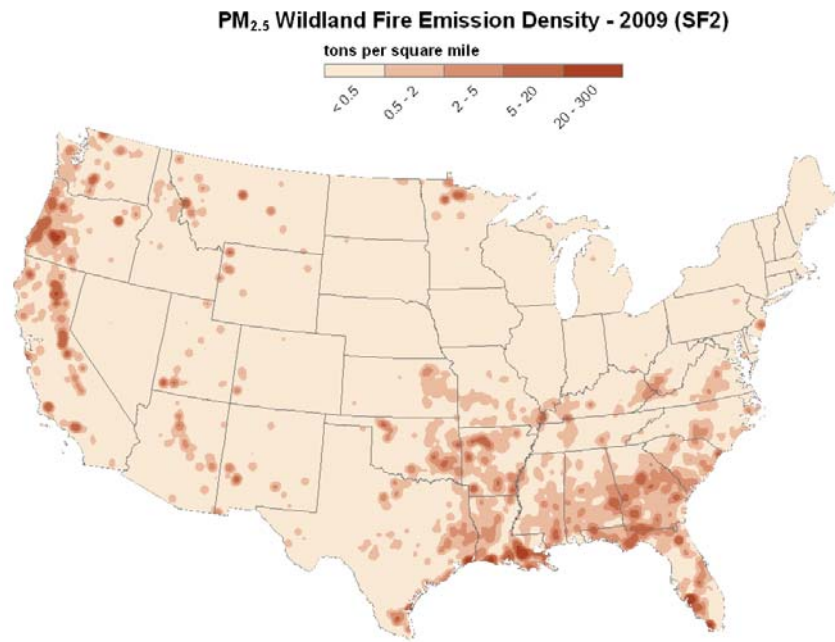 PM2.5 Wildland Fire Emission Density - 2009 (SF2)
tons per square mile
< 0.5
0.5 - 2
2 - 5
5 - 20
20 - 300